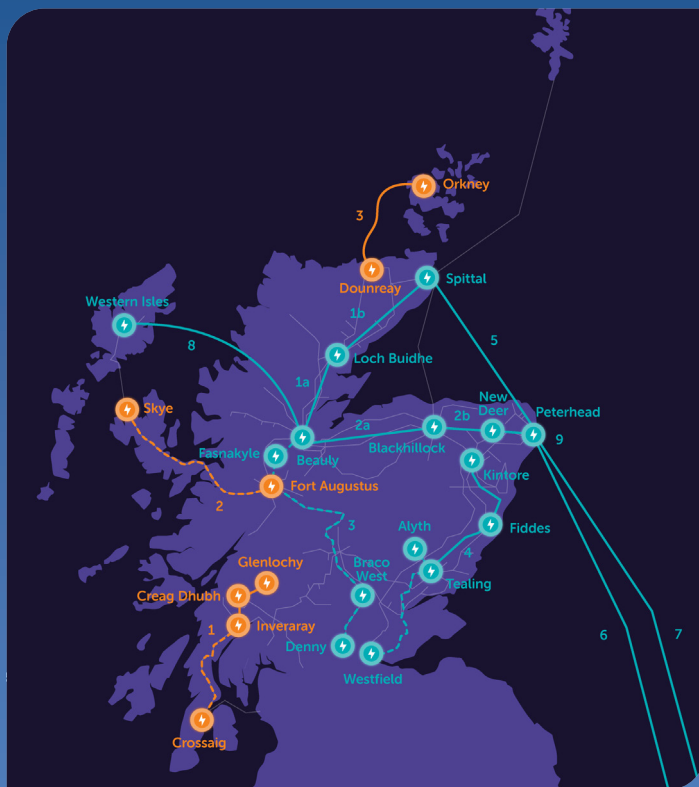 Orkney
3
Dounreay
Spittal
Western Isles
1b
8
5
Loch Buidhe
1a
Skye
New
Deer
2a
2b
Peterhead
Blackhillock
9
Fasnakyle
Beauly
Kintore
Fort Augustus
2
3
Alyth
Fiddes
Glenlochy
Braco
West
4
Tealing
Creag Dhubh
1
Inveraray
Denny
6
7
Westfield
Crossaig